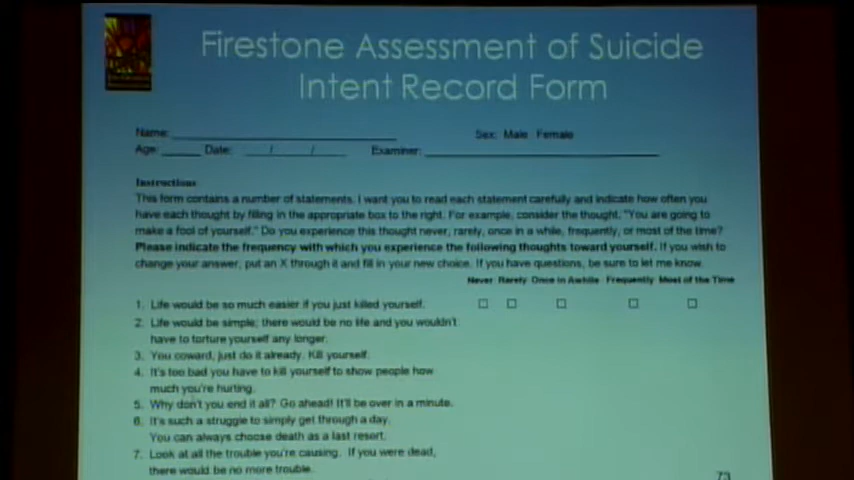 Firestone Assessment of Suicide
Intent Record Form
Name:
Sex: Male Female
Age: Date: / / Examiner:
Instructions
This form contains a number of statements. I want you to read each statement carefully and indicate how often you
have each thought by filling in the appropriate box to the right. For example, consider the thought, "You are going to
make a fool of yourself." Do you experience this thought never, rarely, once in a while, frequently, or most of the time?
Please indicate the frequency with which you experience the following thoughts toward yourself. If you wish to
change your answer, put an X through it and fill in your new choice. If you have questions, be sure to let me know.
Never Rarely Once in Awhile Frequently Most of the Time
1. Life would be so much easier if you just killed yourself.
2. Life would be simple; there would be no life and you wouldn't
have to torture yourself any longer.
3. You coward, just do it already. Kill yourself.
4. It's too bad you have to kill yourself to show people how
much you're hurting.
5. Why don't you end it all? Go ahead! It'll be over in a minute.
6. It's such a struggle to simply get through a day.
You can always choose death as a last resort.
7. Look at all the trouble you're causing. If you were dead,
there would be no more trouble.
73